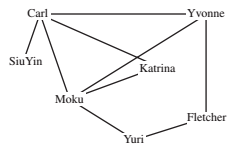 Carl Yvonne
SiuYin
Katrina
Moku
Fletcher
Yuri